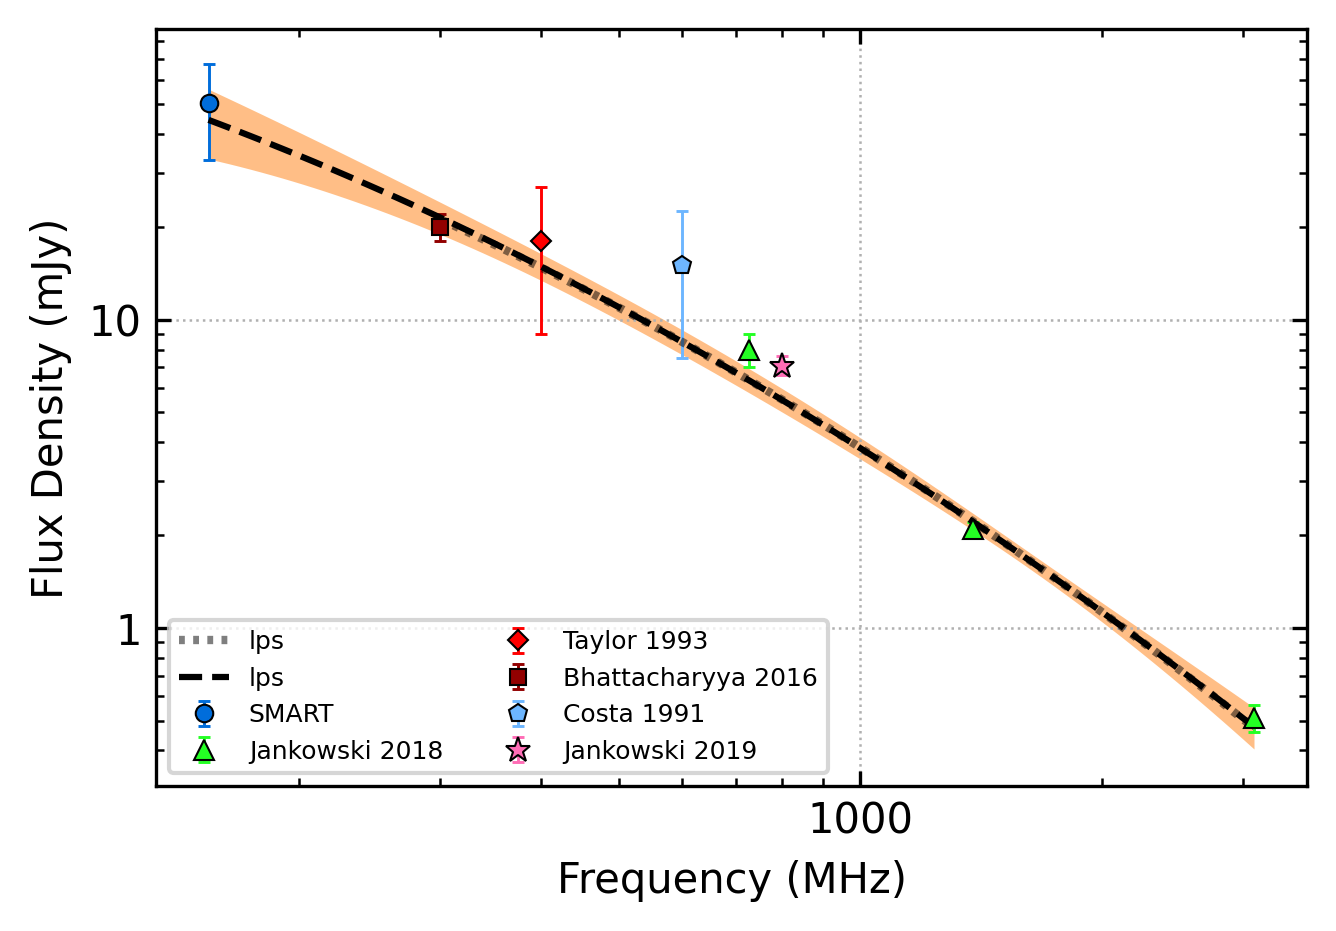 Flux Density (mJy)
10
1
lps
lps
SMART
Jankowski 2018
Taylor 1993
Bhattacharyya 2016
Costa 1991
Jankowski 2019
1000
Frequency (MHz)